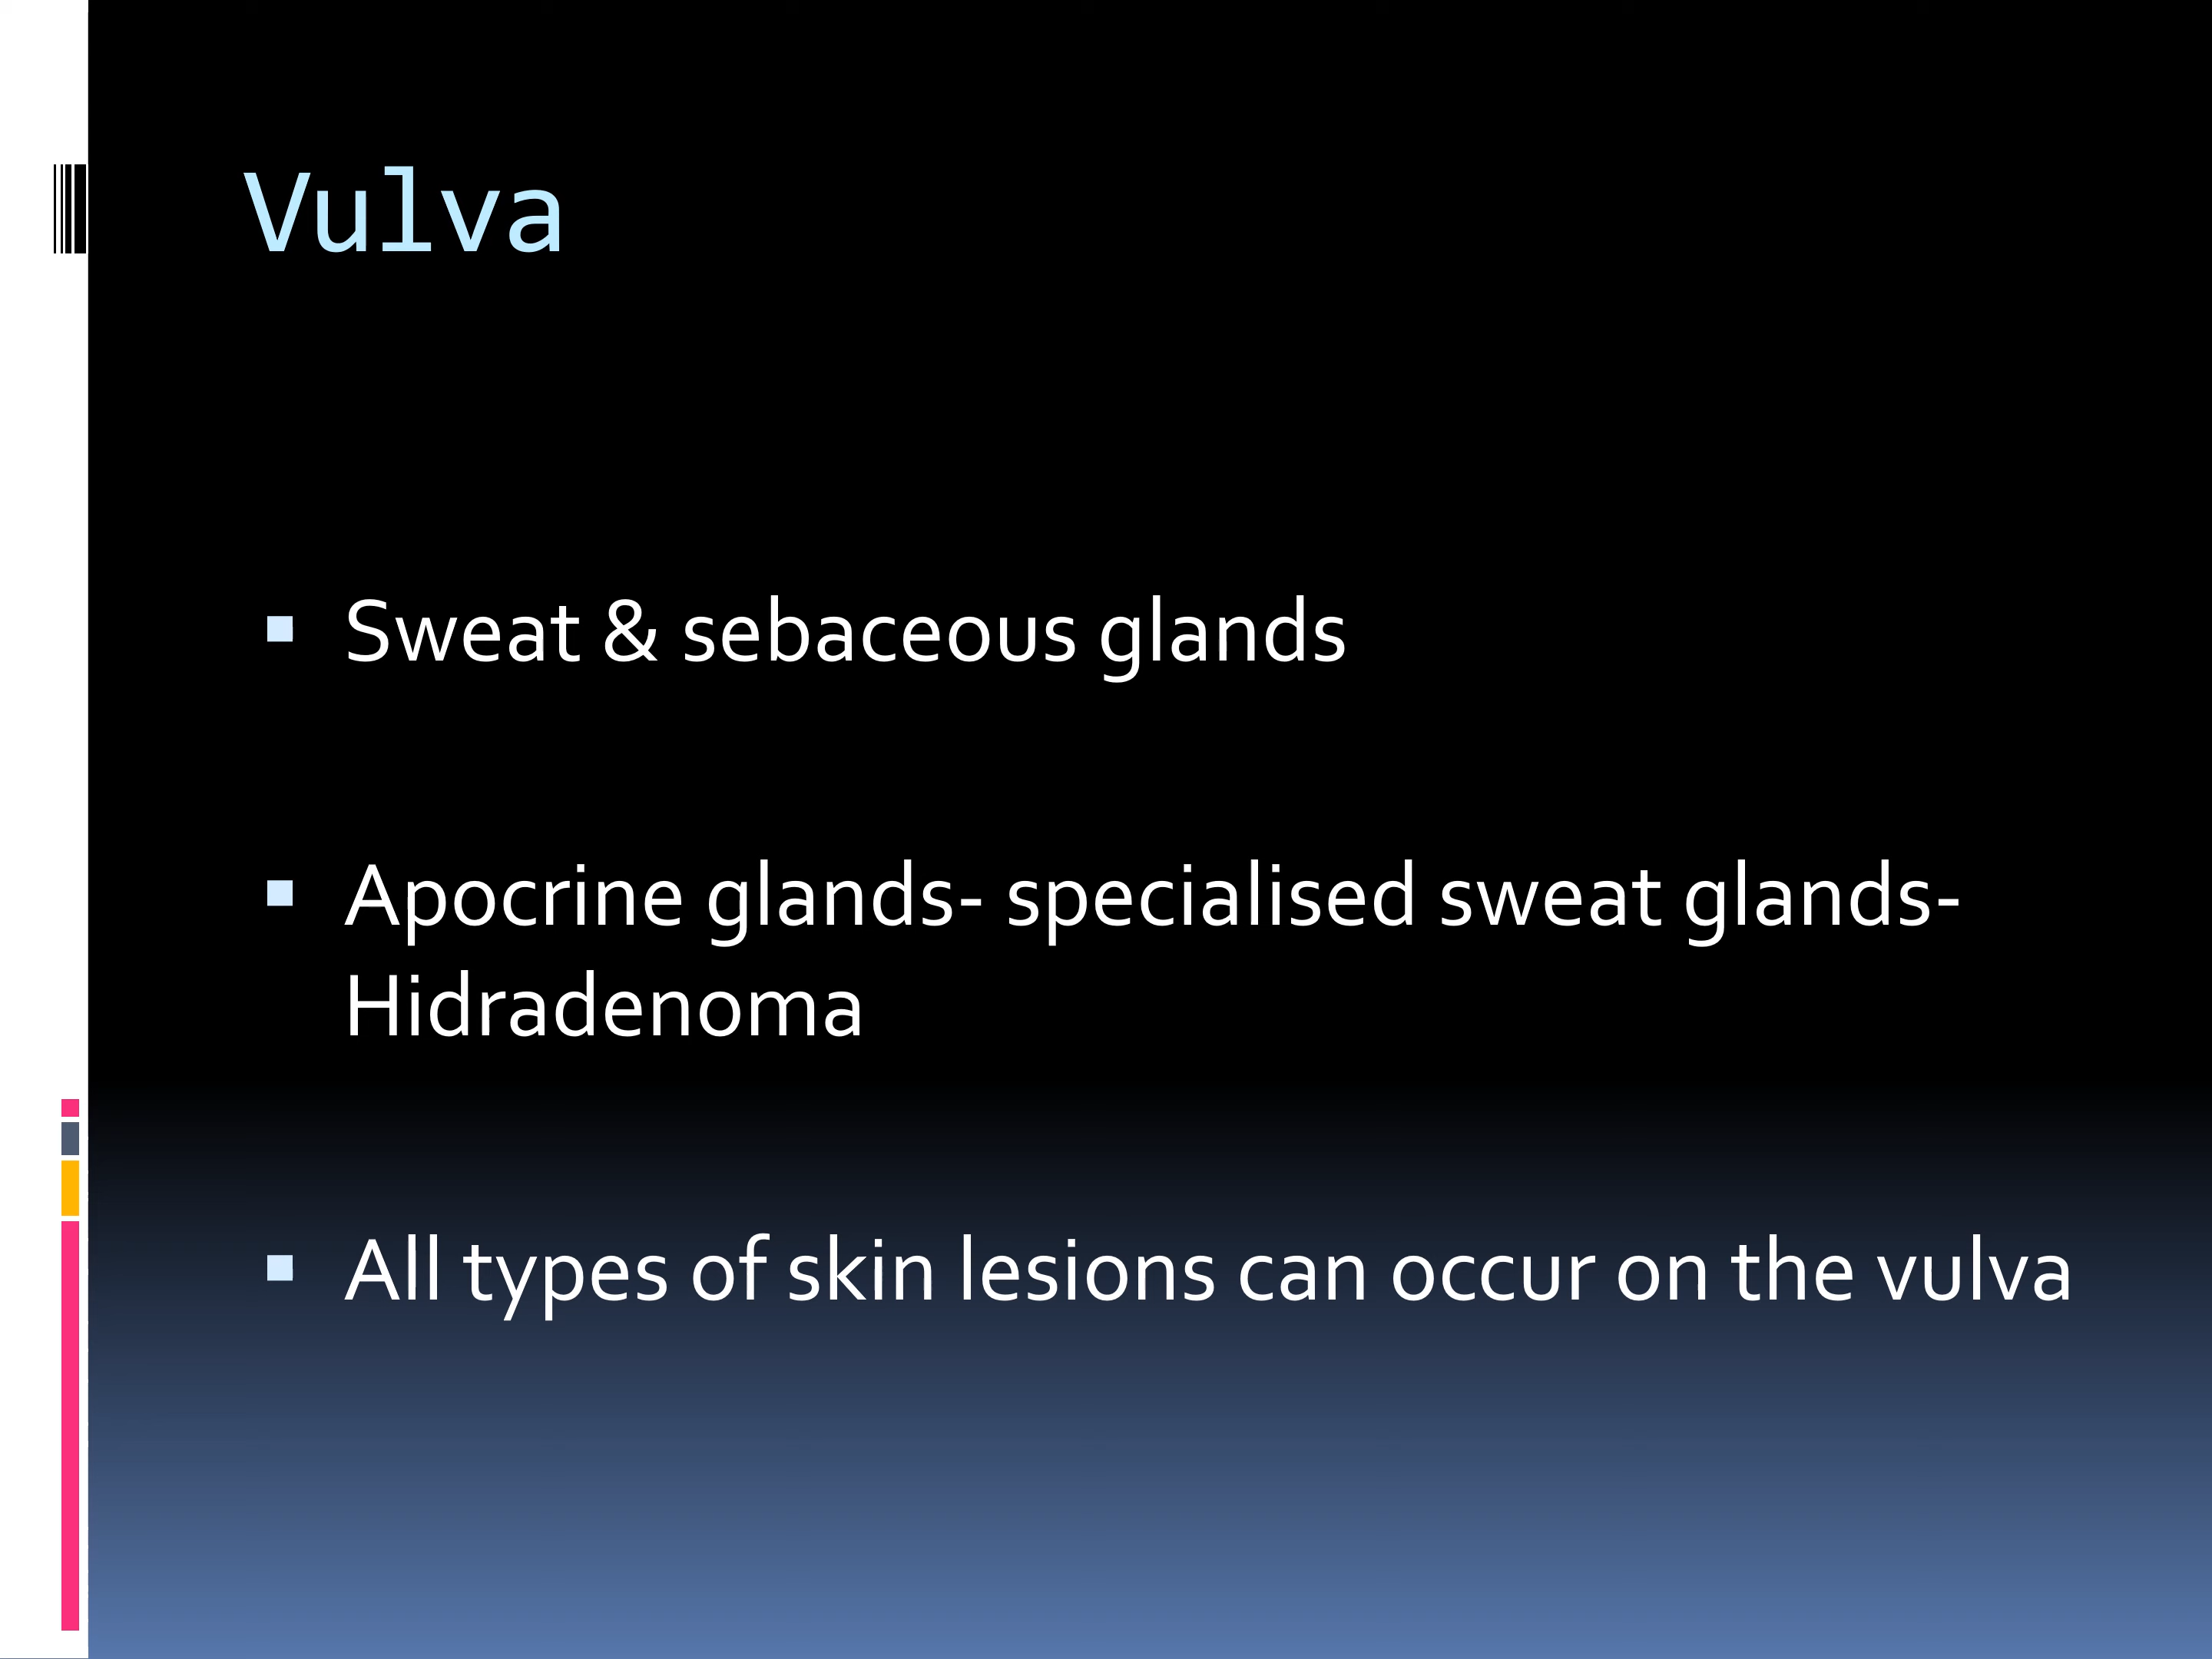 Vulva
▪ Sweat & sebaceous glands
▪ Apocrine glands- specialised sweat glands-
Hidradenoma
▪ All types of skin lesions can occur on the vulva